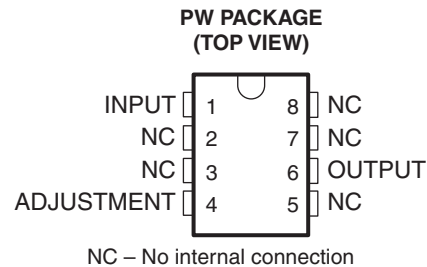 PW PACKAGE
(TOP VIEW)
INPUT 1 8 NC
NC 2 7 NC
NC 3 6 OUTPUT
ADJUSTMENT 4 5 NC
NC – No internal connection